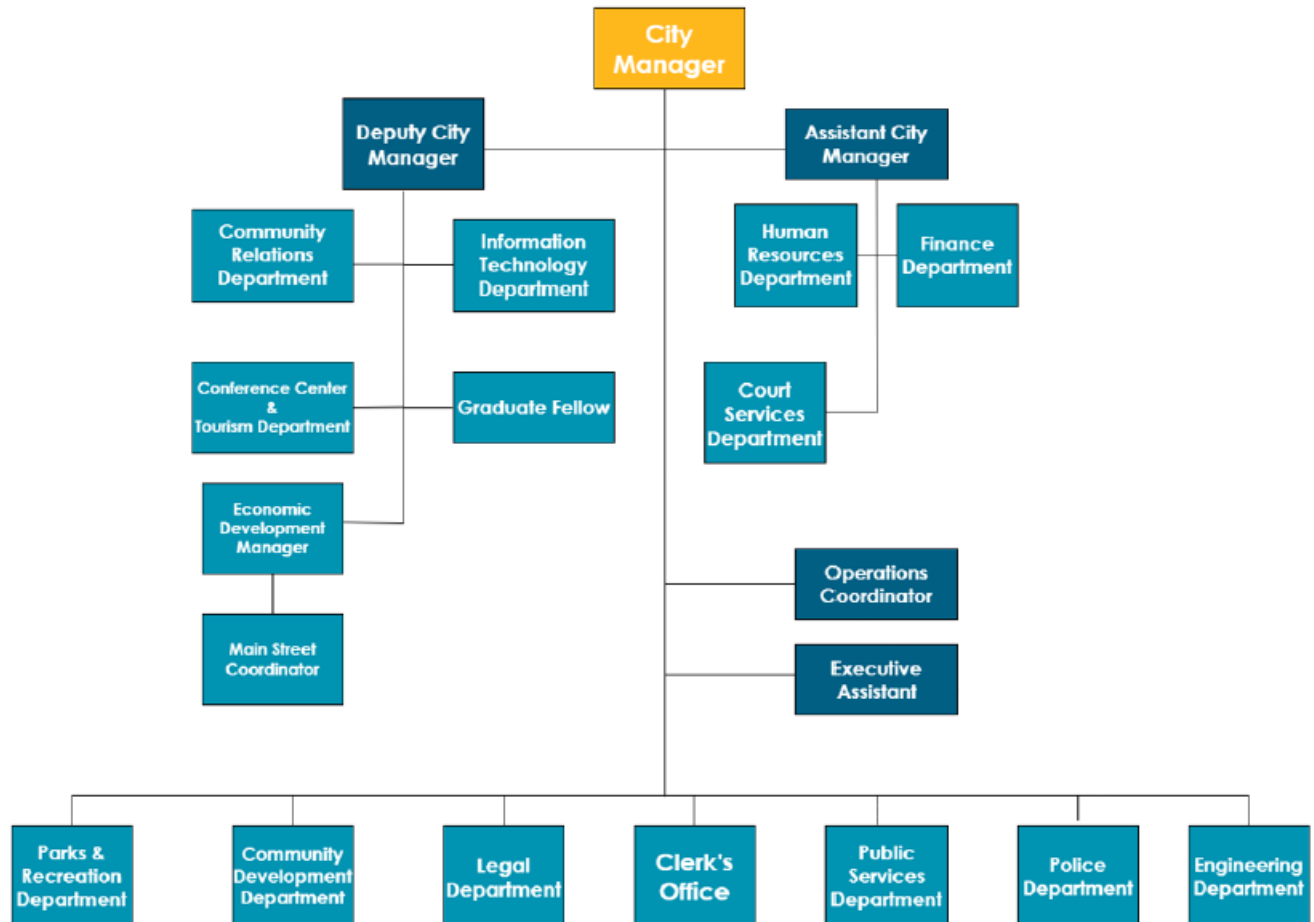 City
Manager
Deputy City
Manager
Assistant City
Manager
Community
Relations
Department
Information
Technology
Department
Human
Resources
Department
Finance
Department
Conference Center
&
Tourism Department
Graduate Fellow
Court
Services
Department
Economic
Development
Manager
Operations
Coordinator
Main Street
Coordinator
Executive
Assistant
Parks &
Recreation
Department
Community
Development
Department
Legal
Department
Clerk's
Office
Public
Services
Department
Police
Department
Engineering
Department